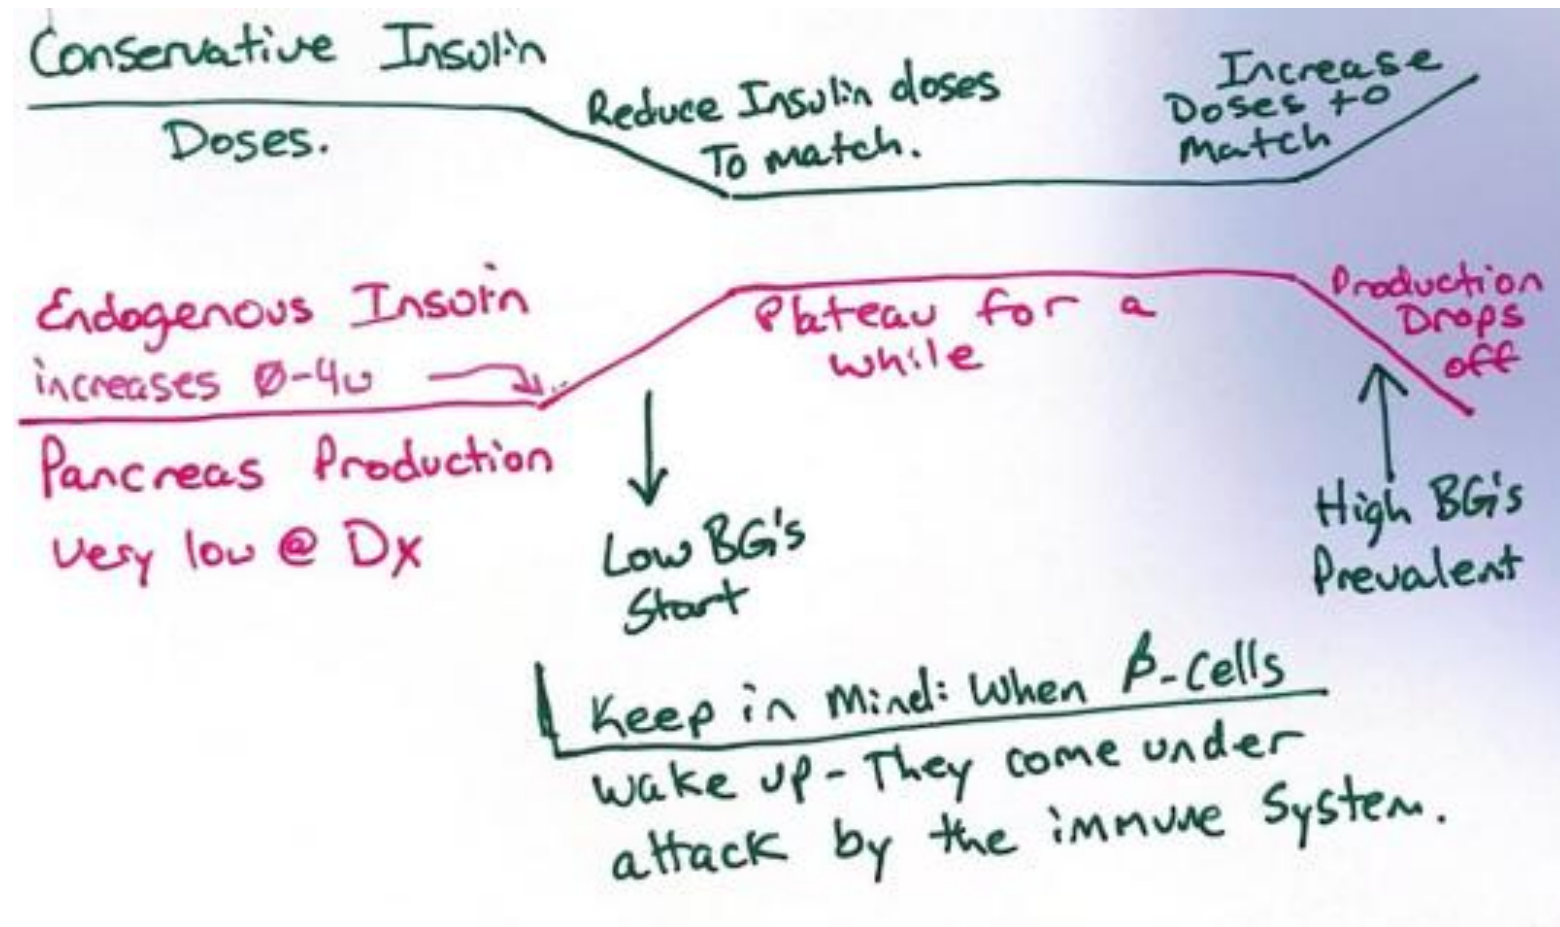 Conservative Insulin
Doses.
Reduce Insulin doses
To match.
Increase
Doses to
Match
Endogenous Insulin
increases Ø-4u
Pancreas Production
very low @ Dx
Plateau for a
while
Production
Drops
off
Low BG's
Start
High BG's
Prevalent
Keep in Mind: When β-Cells
wake up - They come under
attack by the immune System.